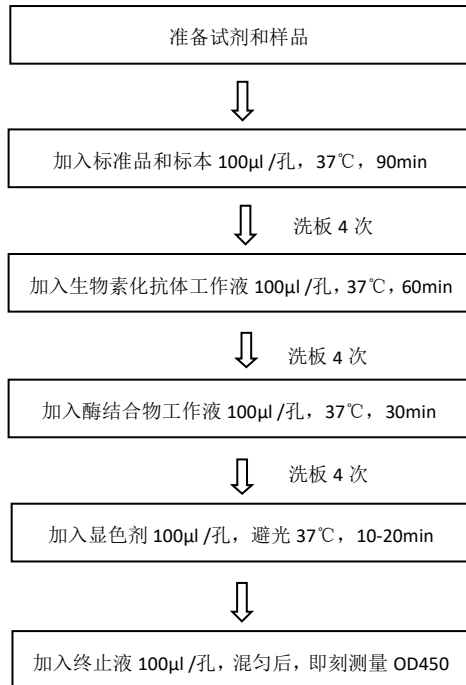 准备试剂和样品
加入标准品和标本 100μl /孔，37℃，90min
洗板 4 次
加入生物素化抗体工作液 100μl /孔，37℃，60min
洗板 4 次
加入酶结合物工作液 100μl /孔，37℃，30min
洗板 4 次
加入显色剂 100μl /孔，避光 37℃，10-20min
加入终止液 100μl /孔，混匀后，即刻测量 OD450